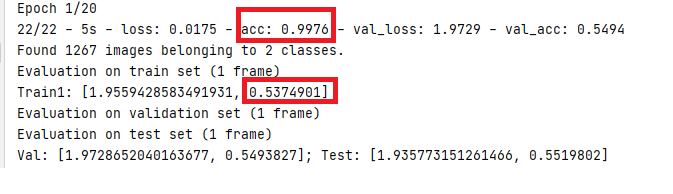 Epoch 1/20
22/22 - 5s - loss: 0.0175 - acc: 0.9976 - val_loss: 1.9729 - val_acc: 0.5494
Found 1267 images belonging to 2 classes.
Evaluation on train set (1 frame)
Train1: [1.9559428583491931, 0.5374901]
Evaluation on validation set (1 frame)
Evaluation on test set (1 frame)
Val: [1.9728652040163677, 0.5493827]; Test: [1.935773151261466, 0.5519802]